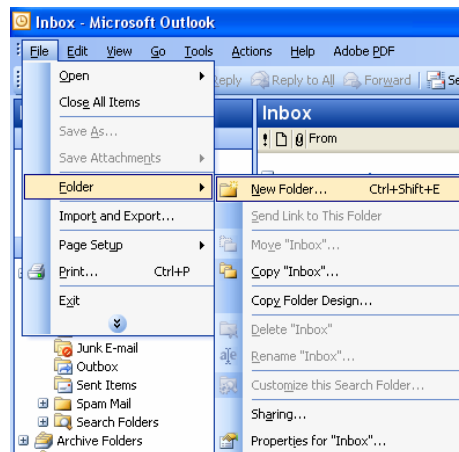 Inbox - Microsoft Outlook
File Edit View Go Tools Actions Help Adobe PDF
Open
Reply to All Forward
Close All Items
Inbox
Save As...
From
Save Attachments
Folder
New Folder... Ctrl+Shift+E
Import and Export...
Send Link to This Folder
Page Setup
Move "Inbox"...
Print... Ctrl+P
Copy "Inbox"...
Exit
Copy Folder Design...
Delete "Inbox"
Junk E-mail
Rename "Inbox"...
Outbox
Sent Items
Customize this Search Folder...
Spam Mail
Sharing...
Search Folders
Archive Folders
Properties for "Inbox"...